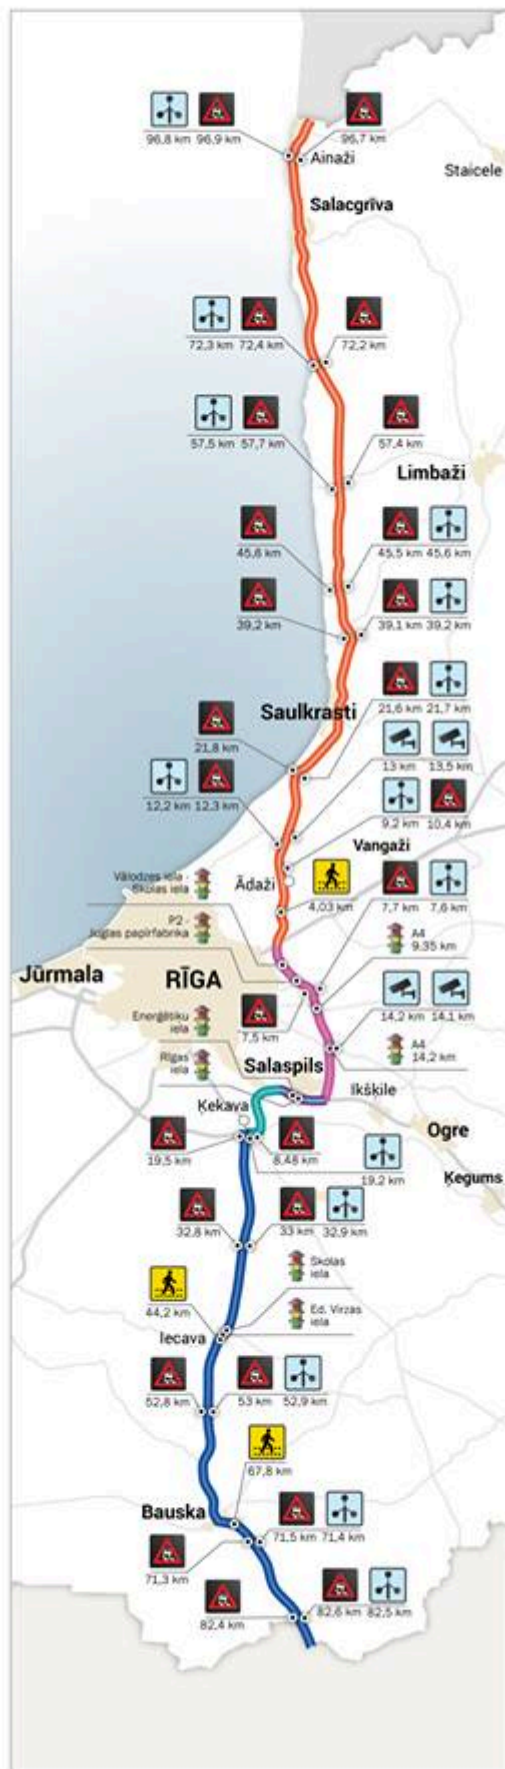 96,8 km 96,9 km
96,7 km
Ainaži
Staicele
Salacgrīva
72,3 km 72,4 km
72,2 km
57,5 km 57,7 km
57,4 km
Limbaži
45,6 km
45,5 km 45,6 km
39,2 km
39,1 km 39,2 km
Saulkrasti
21,6 km 21,7 km
21,8 km
13 km 13,5 km
12,2 km 12,3 km
9,2 km 10,4 km
Vangaži
Vālodzes iela -
Skolas iela
Ādaži
4,03 km
7,7 km 7,6 km
P2 -
Juglas papīrfabrika
A4
9,35 km
Jūrmala
RĪGA
7,5 km
14,2 km 14,1 km
Enerģētiķu
iela
A4
14,2 km
Salaspils
Rīgas
iela
Ikšķile
Ķekava
Ogre
19,5 km
8,48 km
19,2 km
Ķegums
32,8 km
33 km 32,9 km
Skolas
iela
44,2 km
Ed. Virzas
iela
Iecava
52,8 km
53 km 52,9 km
67,8 km
Bauska
71,5 km 71,4 km
71,3 km
82,4 km
82,6 km 82,5 km